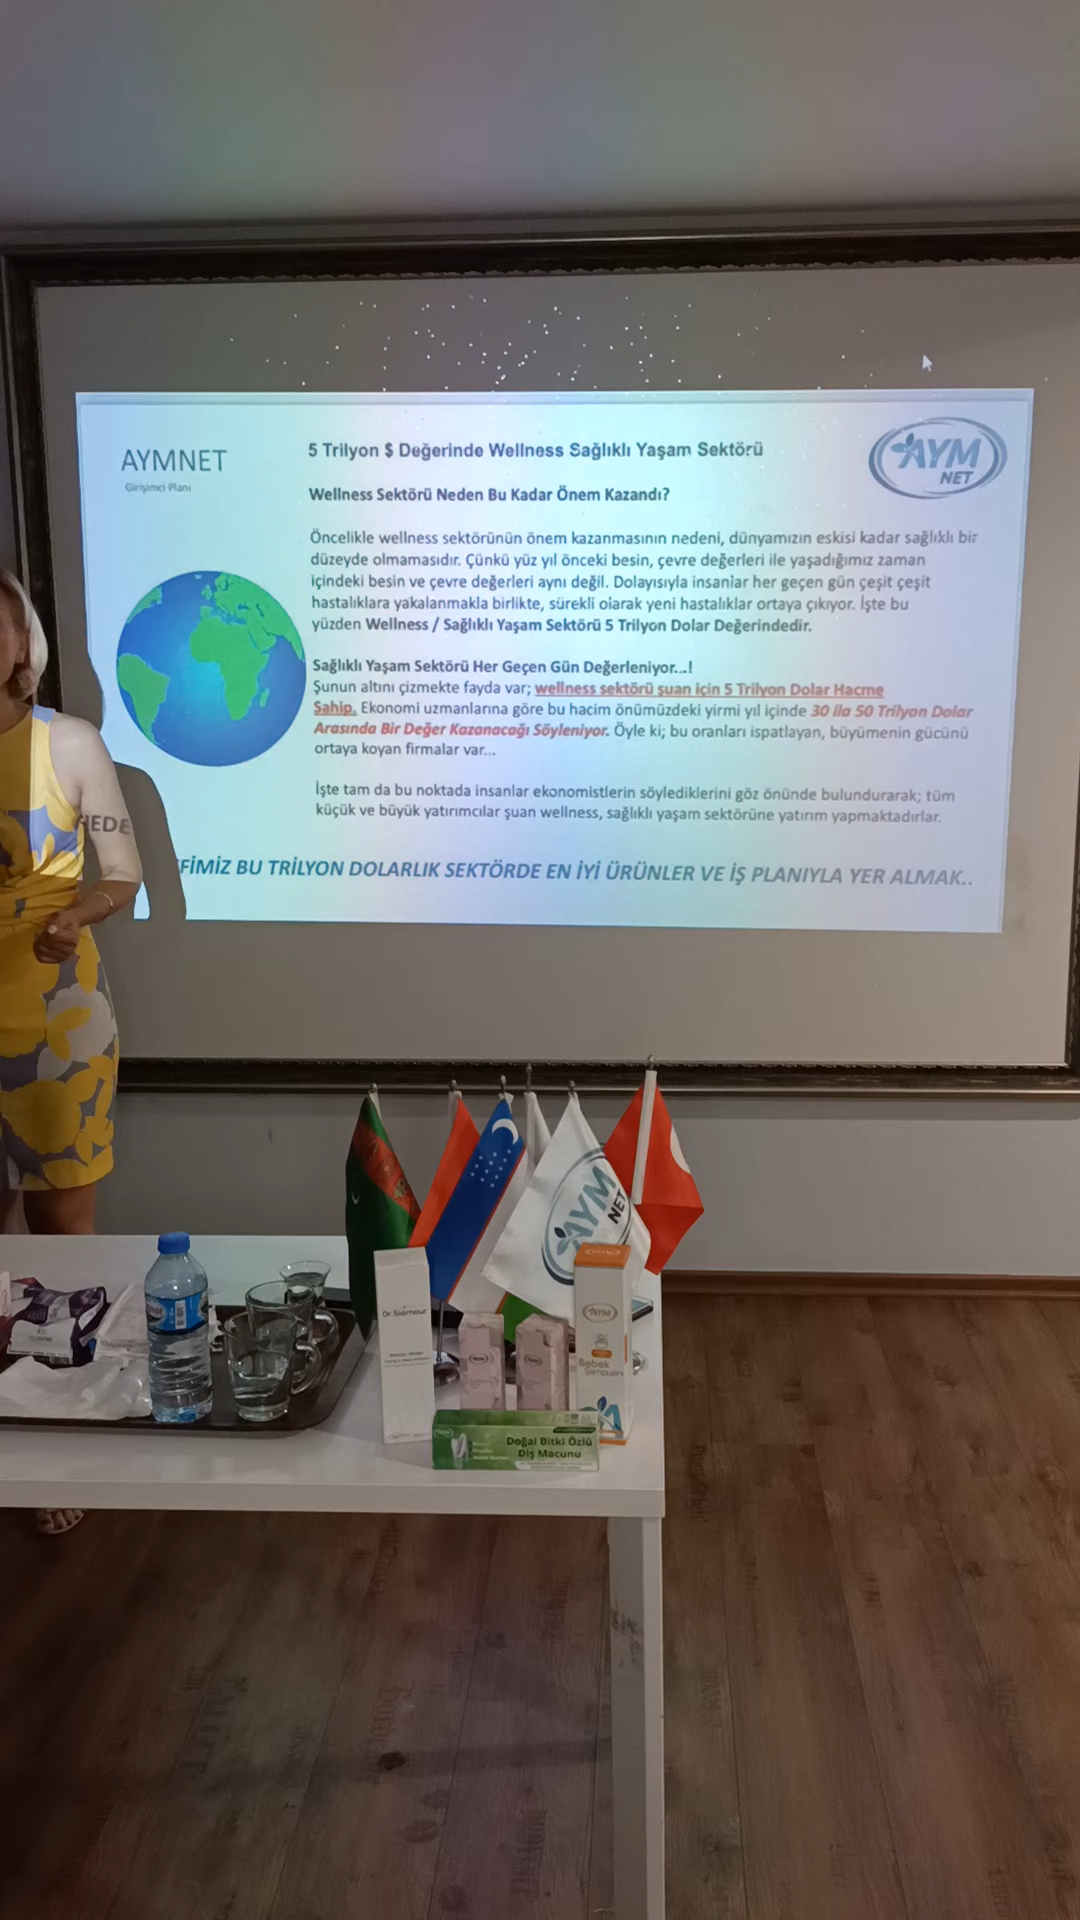 AYMNET
Girişimci Planı
5 Trilyon $ Değerinde Wellness Sağlıklı Yaşam Sektörü
AYM
NET
Wellness Sektörü Neden Bu Kadar Önem Kazandı?
Öncelikle wellness sektörünün önem kazanmasının nedeni, dünyamızın eskisi kadar sağlıklı bir
düzeyde olmamasıdır. Çünkü yüz yıl önceki besin, çevre değerleri ile yaşadığımız zaman
içindeki besin ve çevre değerleri aynı değil. Dolayısıyla insanlar her geçen gün çeşit çeşit
hastalıklara yakalanmakla birlikte, sürekli olarak yeni hastalıklar ortaya çıkıyor. İşte bu
yüzden Wellness / Sağlıklı Yaşam Sektörü 5 Trilyon Dolar Değerindedir.
Sağlıklı Yaşam Sektörü Her Geçen Gün Değerleniyor...!
Şunun altını çizmekte fayda var; wellness sektörü şuan için 5 Trilyon Dolar Hacme
Sahip. Ekonomi uzmanlarına göre bu hacim önümüzdeki yirmi yıl içinde 30 ila 50 Trilyon Dolar
Arasında Bir Değer Kazanacağı Söyleniyor. Öyle ki; bu oranları ispatlayan, büyümenin gücünü
ortaya koyan firmalar var...
İşte tam da bu noktada insanlar ekonomistlerin söylediklerini göz önünde bulundurarak; tüm
küçük ve büyük yatırımcılar şuan wellness, sağlıklı yaşam sektörüne yatırım yapmaktadırlar.
HEDEFİMİZ BU TRİLYON DOLARLIK SEKTÖRDE EN İYİ ÜRÜNLER VE İŞ PLANIYLA YER ALMAK..
AYM
NET
Dr. Siamour
AYM
Bebek
Şampuanı
Doğal Bitki Özlü
Diş Macunu